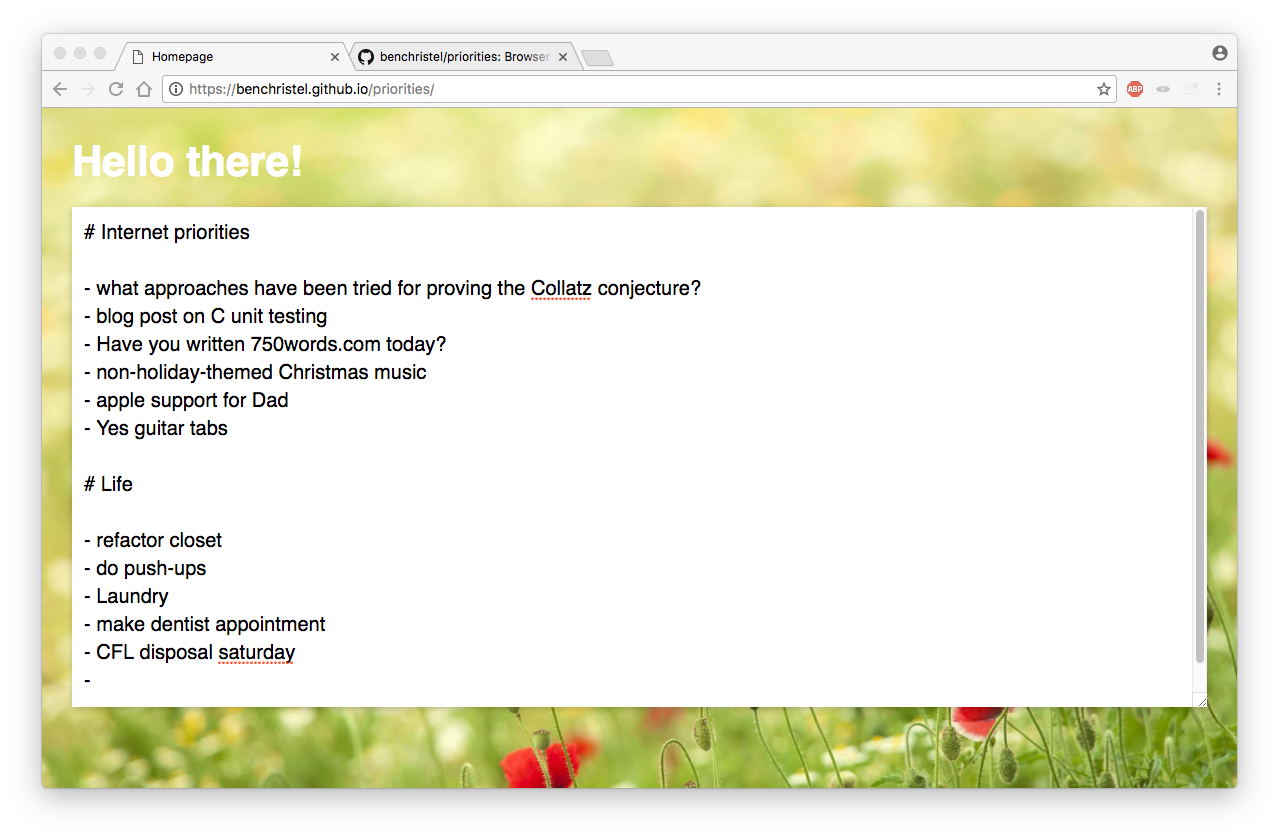 Homepage
benchristel/priorities: Browser
https://benchristel.github.io/priorities/
ABP
Hello there!
# Internet priorities
- what approaches have been tried for proving the Collatz conjecture?
- blog post on C unit testing
- Have you written 750words.com today?
- non-holiday-themed Christmas music
- apple support for Dad
- Yes guitar tabs
# Life
- refactor closet
- do push-ups
- Laundry
- make dentist appointment
- CFL disposal saturday
-